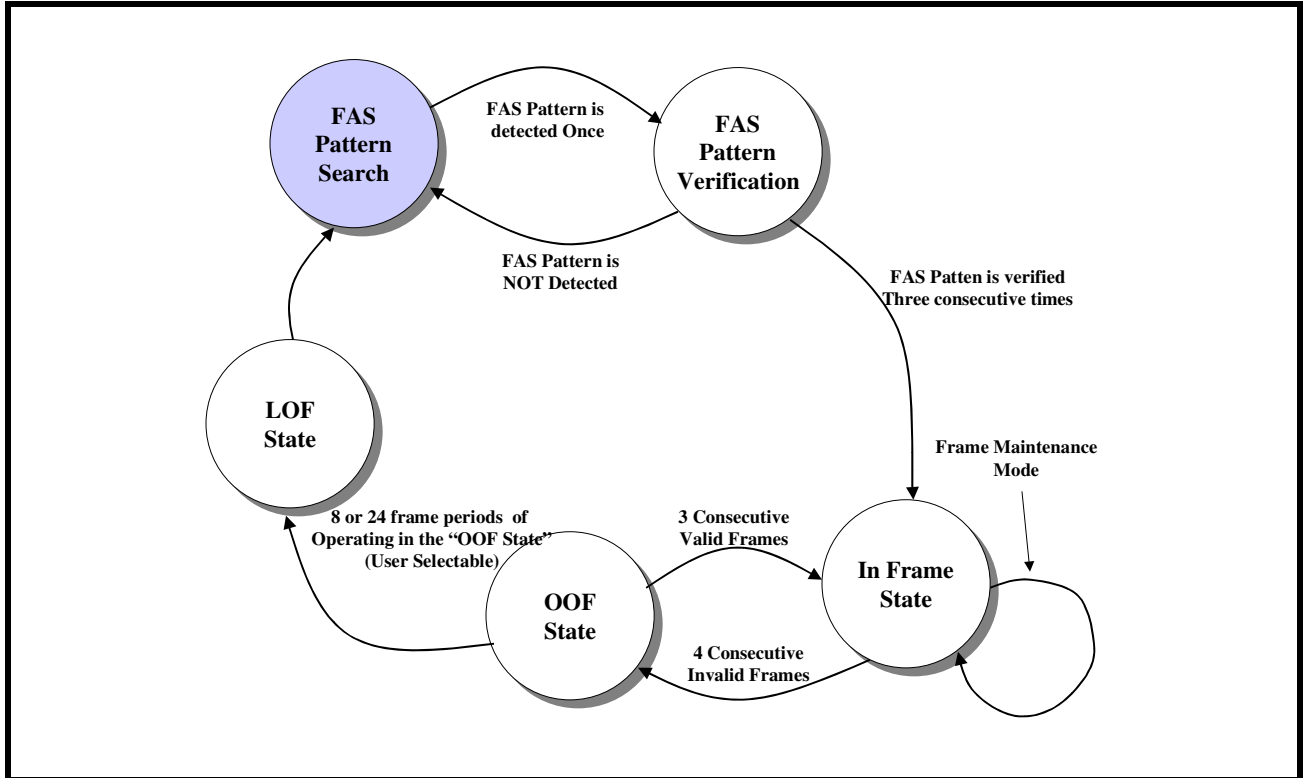 FAS
Pattern
Search
FAS Pattern is
detected Once
FAS
Pattern
Verification
FAS Pattern is
NOT Detected
FAS Patten is verified
Three consecutive times
LOF
State
Frame Maintenance
Mode
8 or 24 frame periods of
Operating in the “OOF State”
(User Selectable)
3 Consecutive
Valid Frames
In Frame
State
OOF
State
4 Consecutive
Invalid Frames